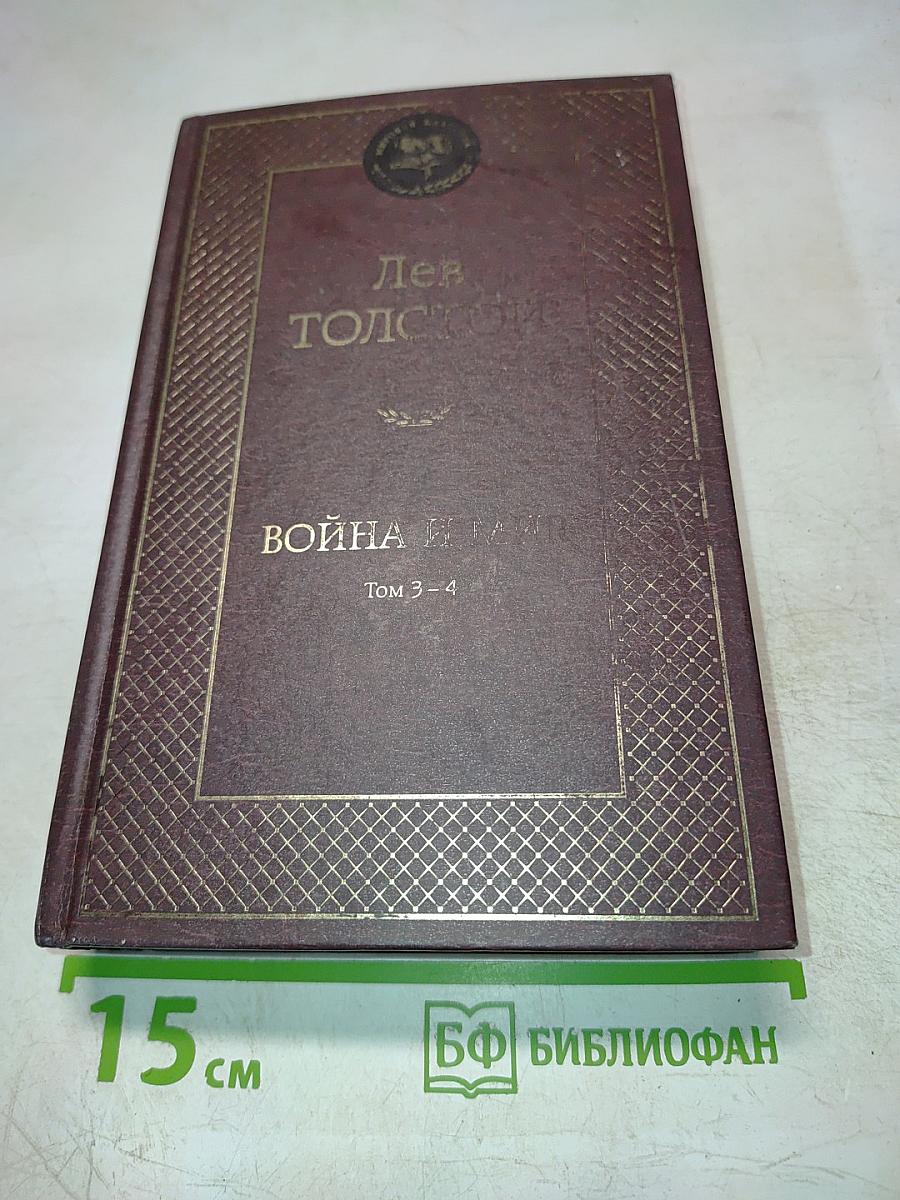 Лев
ТОЛСТОЙ
ВОЙНА И МИР
Том 3–4
15 см
БФ БИБЛИОФАН